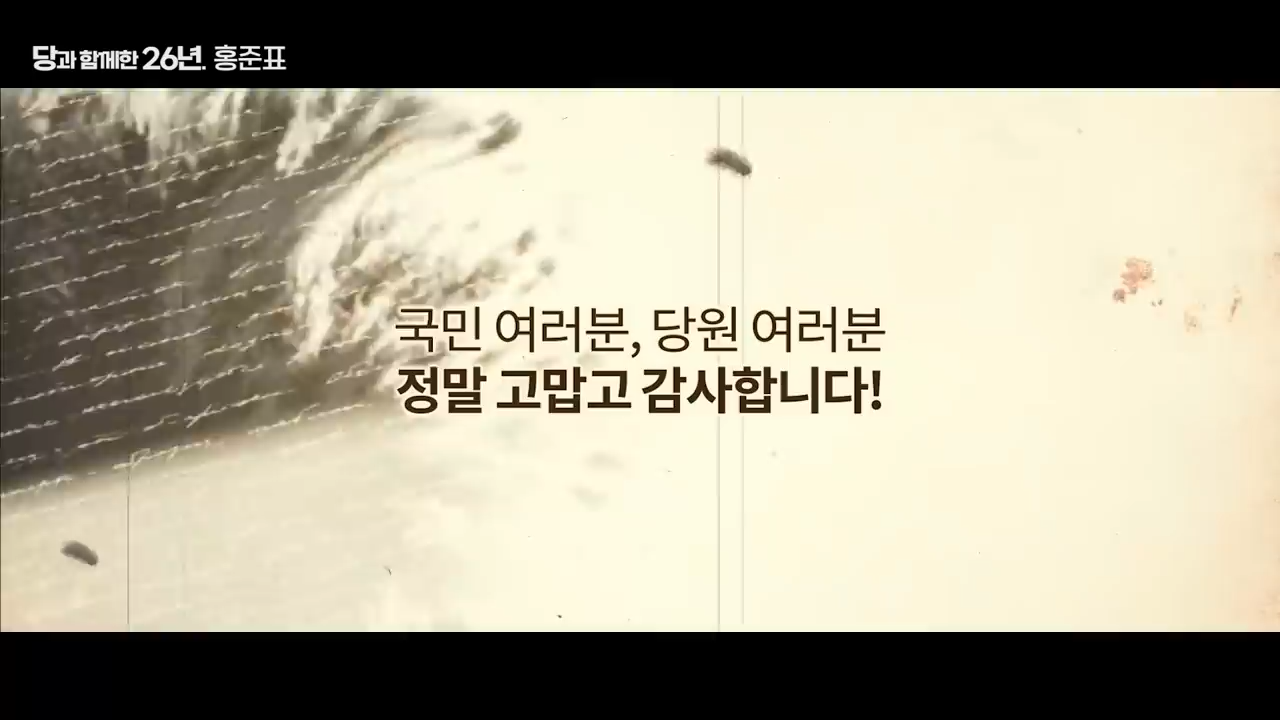 당과 함께한 26년. 홍준표
국민 여러분, 당원 여러분
정말 고맙고 감사합니다!